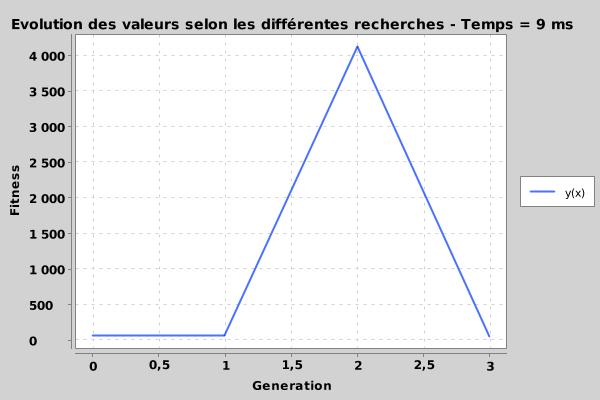 Evolution des valeurs selon les différentes recherches - Temps = 9 ms
4 000
3 500
3 000
2 500
2 000
1 500
1 000
500
0
Fitness
0 0,5 1 1,5 2 2,5 3
Generation
y(x)